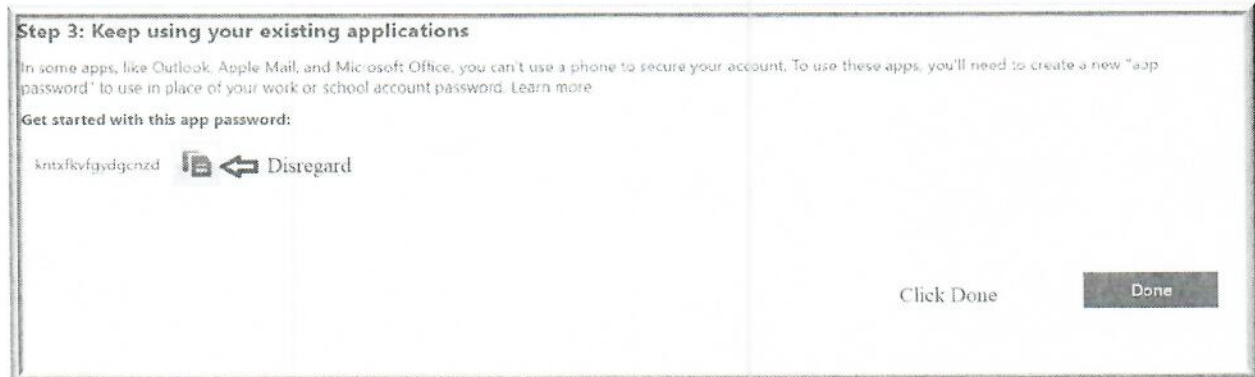 Step 3: Keep using your existing applications
In some apps, like Outlook, Apple Mail, and Microsoft Office, you can't use a phone to secure your account. To use these apps, you'll need to create a new "app
password" to use in place of your work or school account password. Learn more
Get started with this app password:
Disregard
Click Done
Done